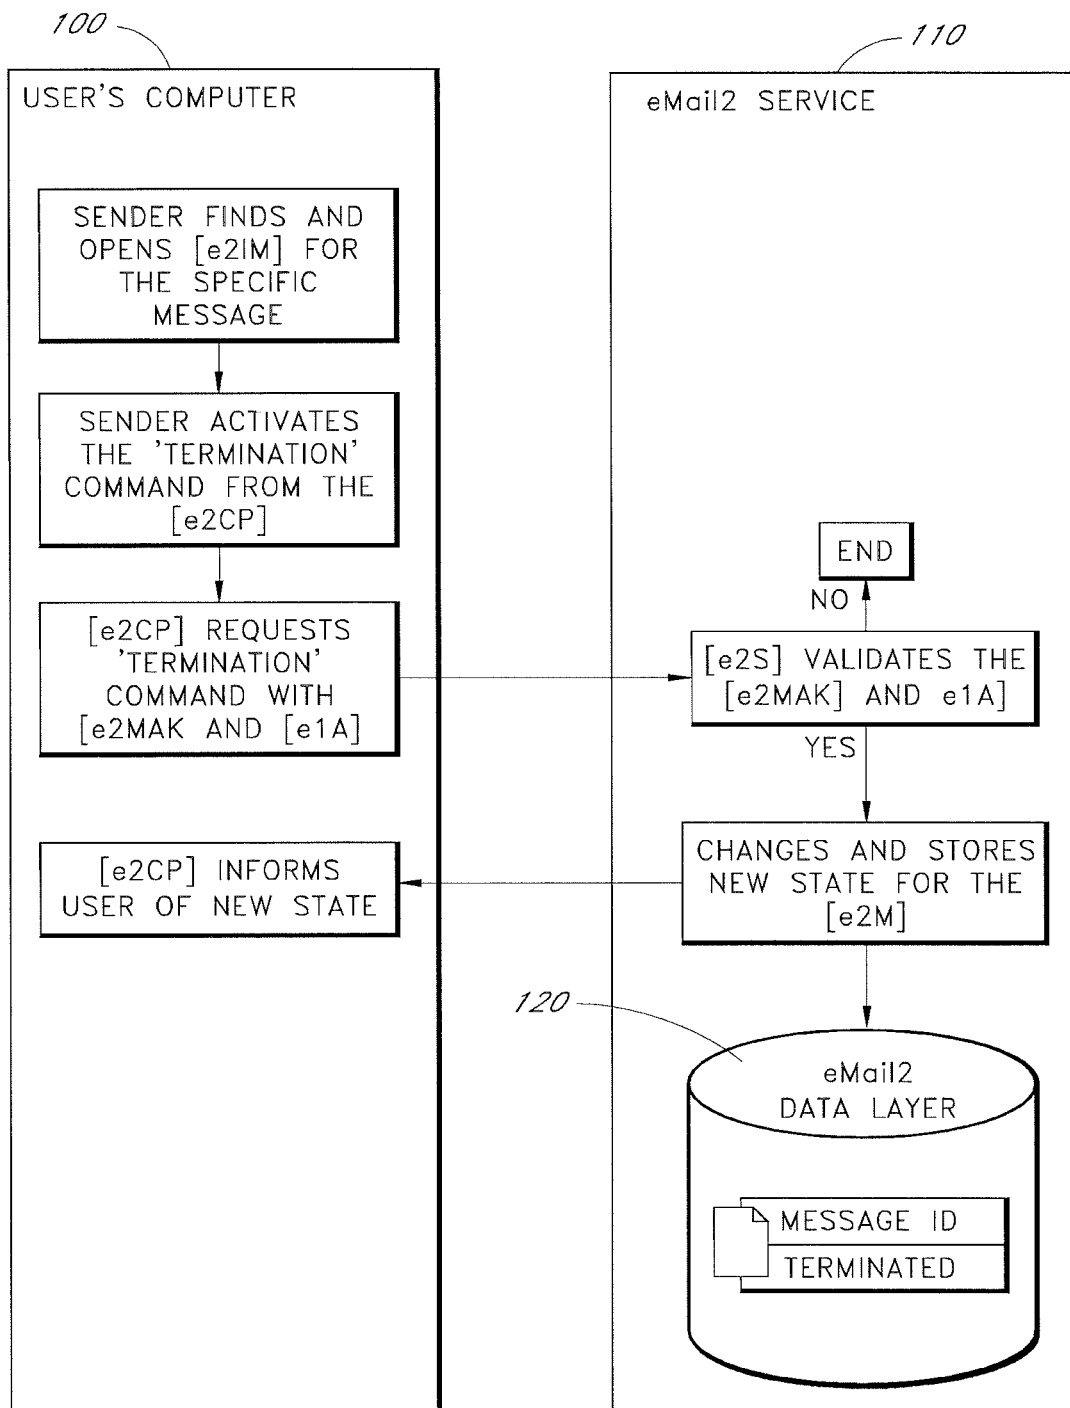 100
110
USER'S COMPUTER
eMail2 SERVICE
SENDER FINDS AND
OPENS [e2IM] FOR
THE SPECIFIC
MESSAGE
SENDER ACTIVATES
THE 'TERMINATION'
COMMAND FROM THE
[e2CP]
[e2CP] REQUESTS
'TERMINATION'
COMMAND WITH
[e2MAK AND [e1A]
END
NO
[e2S] VALIDATES THE
[e2MAK] AND e1A]
YES
CHANGES AND STORES
NEW STATE FOR THE
[e2M]
[e2CP] INFORMS
USER OF NEW STATE
120
eMail2
DATA LAYER
MESSAGE ID
TERMINATED